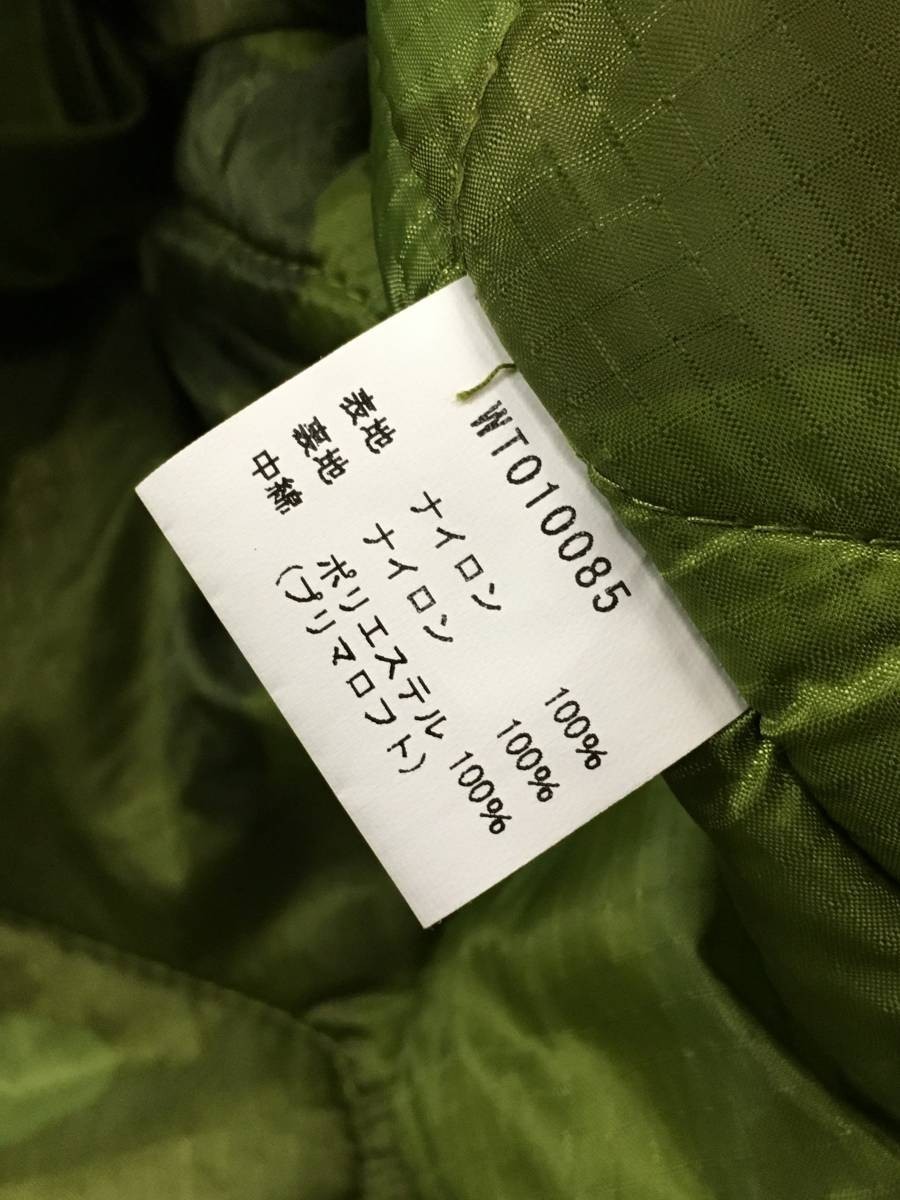 WT010085
表地 ナイロン 100%
裏地 ナイロン 100%
中綿 ポリエステル 100%
(プリマロフト)